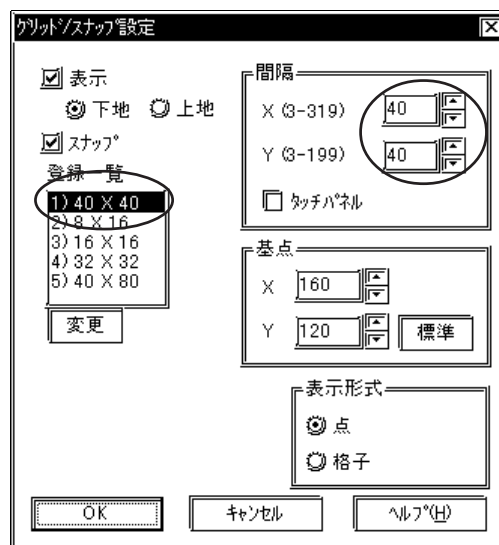 ｸﾞﾘｯﾄﾞ/ｽﾅｯﾌﾟ設定
表示
下地 上地
ｽﾅｯﾌﾟ
登録一覧
1) 40 X 40
2) 8 X 16
3) 16 X 16
4) 32 X 32
5) 40 X 80
変更
間隔
X (3-319) 40
Y (3-199) 40
ﾀｯﾁﾊﾟﾈﾙ
基点
X 160
Y 120 標準
表示形式
点
格子
OK ｷｬﾝｾﾙ ﾍﾙﾌﾟ(H)